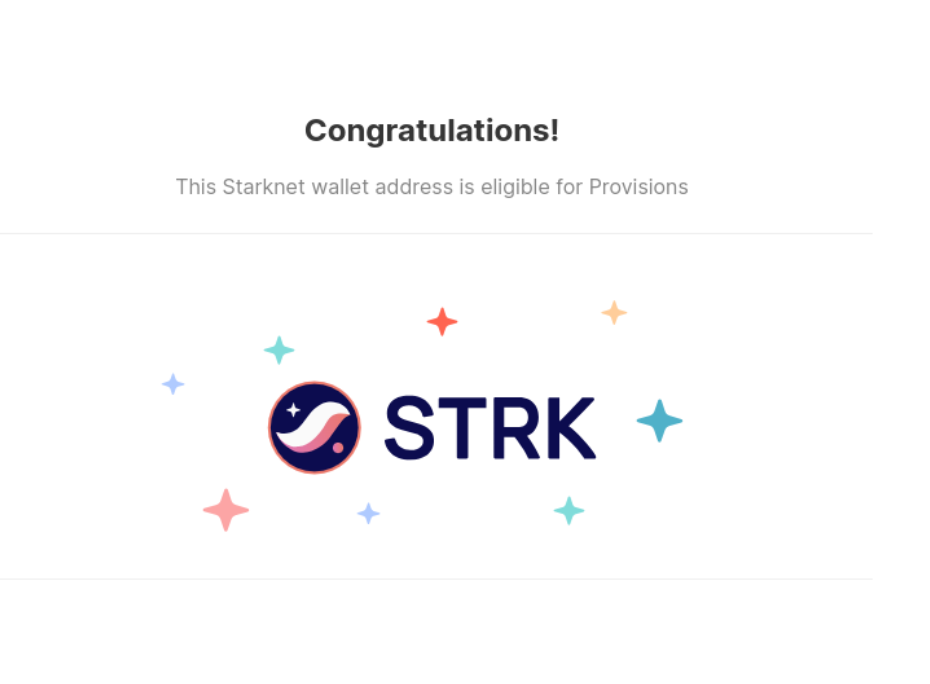 Congratulations!
This Starknet wallet address is eligible for Provisions
STRK